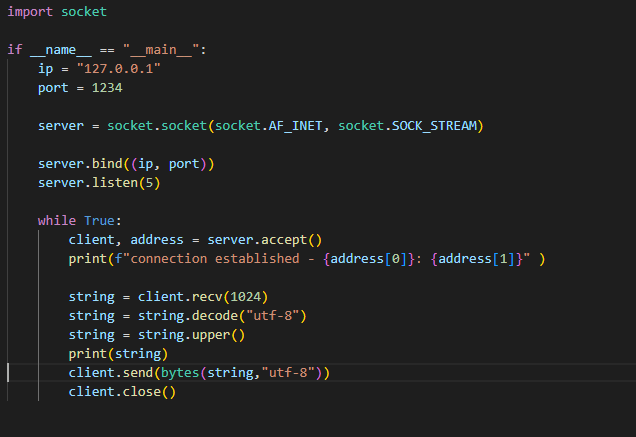 import socket
if __name__ == "__main__":
    ip = "127.0.0.1"
    port = 1234
    server = socket.socket(socket.AF_INET, socket.SOCK_STREAM)
    server.bind((ip, port))
    server.listen(5)
    while True:
        client, address = server.accept()
        print(f"connection established - {address[0]}: {address[1]}" )
        string = client.recv(1024)
        string = string.decode("utf-8")
        string = string.upper()
        print(string)
        client.send(bytes(string,"utf-8"))
        client.close()